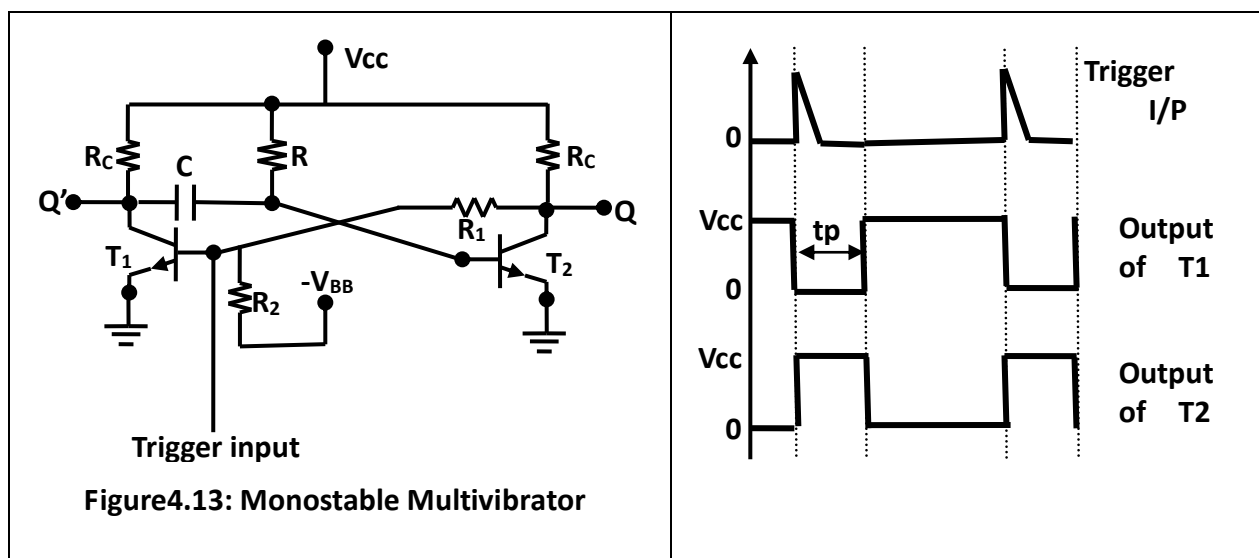 Vcc
RC
C
R
RC
Q'
Q
R1
T1
T2
-VBB
R2
Trigger input
Figure4.13: Monostable Multivibrator
Trigger
I/P
0
Vcc
tp
Output
of T1
0
Vcc
Output
of T2
0